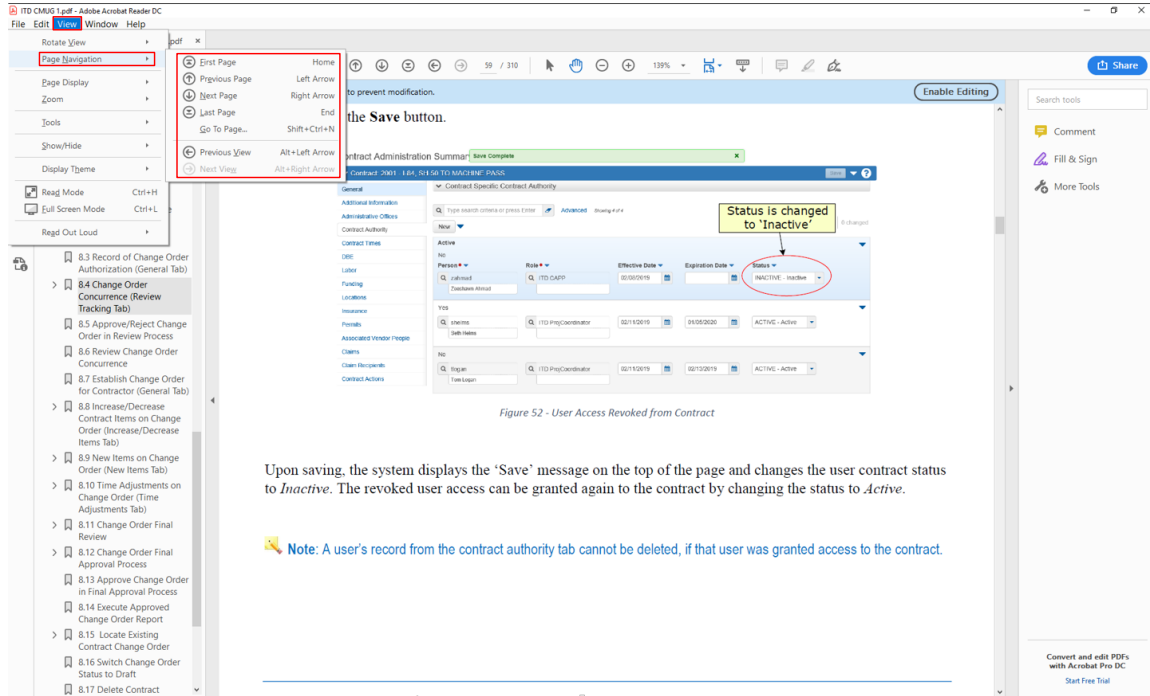 ITD CMUG 1.pdf - Adobe Acrobat Reader DC
File Edit View Window Help
Rotate View
Page Navigation
Page Display
Zoom
Tools
Show/Hide
Display Theme
Read Mode Ctrl+H
Full Screen Mode Ctrl+L
Read Out Loud
.pdf
First Page Home
Previous Page Left Arrow
Next Page Right Arrow
Last Page End
Go To Page... Shift+Ctrl+N
Previous View Alt+Left Arrow
Next View Alt+Right Arrow
59 / 310
139%
Share
to prevent modification.
Enable Editing
8.3 Record of Change Order
Authorization (General Tab)
8.4 Change Order
Concurrence (Review
Tracking Tab)
8.5 Approve/Reject Change
Order in Review Process
8.6 Review Change Order
Concurrence
8.7 Establish Change Order
for Contractor (General Tab)
8.8 Increase/Decrease
Contract Items on Change
Order (Increase/Decrease
Items Tab)
8.9 New Items on Change
Order (New Items Tab)
8.10 Time Adjustments on
Change Order (Time
Adjustments Tab)
8.11 Change Order Final
Review
8.12 Change Order Final
Approval Process
8.13 Approve Change Order
in Final Approval Process
8.14 Execute Approved
Change Order Report
8.15 Locate Existing
Contract Change Order
8.16 Switch Change Order
Status to Draft
8.17 Delete Contract
the Save button.
ontract Administration Summar
Save Complete
Contract 2001 - I 84, SH 50 TO MACHINE PASS
Save
General
Additional Information
Administrative Offices
Contract Authority
Contract Times
DBE
Labor
Funding
Locations
Insurance
Permits
Associated Vendor People
Claims
Claim Recipients
Contract Actions
Contract Specific Contract Authority
Type search criteria or press Enter Advanced Showing 4 of 4
New
0 changed
Status is changed
to ‘Inactive’
Active
No
Person* Role* Effective Date Expiration Date Status
ITD CAPP 02/08/2019 INACTIVE - Inactive
Yes
shelms ITD ProjCoordinator 02/11/2019 01/05/2020 ACTIVE - Active
Seth Helms
No
tlogan ITD ProjCoordinator 02/11/2019 02/13/2019 ACTIVE - Active
Tom Logan
Figure 52 - User Access Revoked from Contract
Upon saving, the system displays the ‘Save’ message on the top of the page and changes the user contract status
to Inactive. The revoked user access can be granted again to the contract by changing the status to Active.
Note: A user’s record from the contract authority tab cannot be deleted, if that user was granted access to the contract.
Search tools
Comment
Fill & Sign
More Tools
Convert and edit PDFs
with Acrobat Pro DC
Start Free Trial